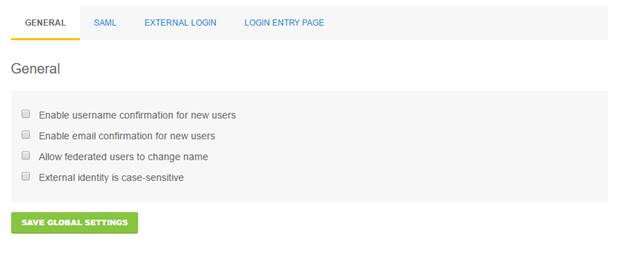 GENERAL SAML EXTERNAL LOGIN LOGIN ENTRY PAGE
General
Enable username confirmation for new users
Enable email confirmation for new users
Allow federated users to change name
External identity is case-sensitive
SAVE GLOBAL SETTINGS